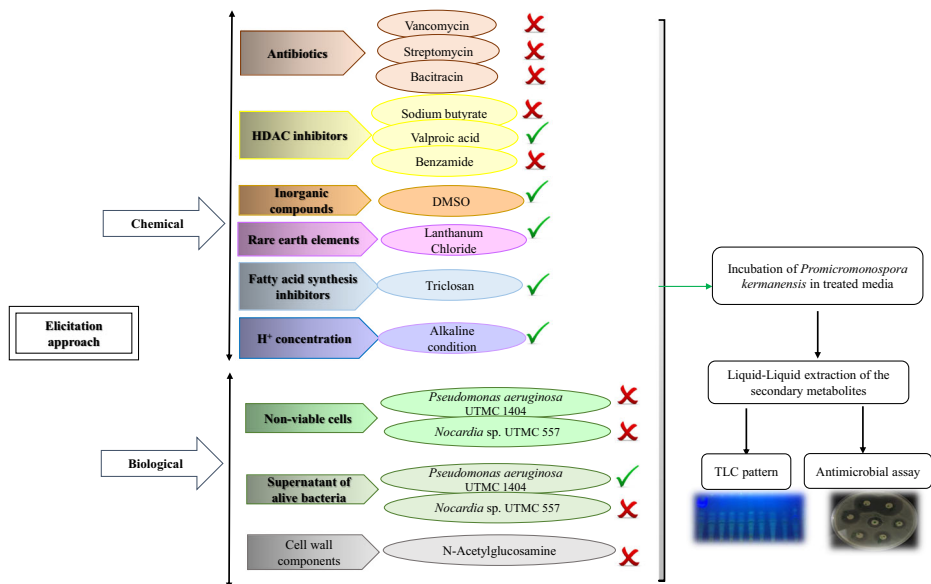 Elicitation
approach
Chemical
Antibiotics
Vancomycin
Streptomycin
Bacitracin
HDAC inhibitors
Sodium butyrate
Valproic acid
Benzamide
Inorganic
compounds
DMSO
Rare earth elements
Lanthanum
Chloride
Fatty acid synthesis
inhibitors
Triclosan
H⁺ concentration
Alkaline
condition
Biological
Non-viable cells
Pseudomonas aeruginosa
UTMC 1404
Nocardia sp. UTMC 557
Supernatant of
alive bacteria
Pseudomonas aeruginosa
UTMC 1404
Nocardia sp. UTMC 557
Cell wall
components
N-Acetylglucosamine
Incubation of Promicromonospora
kermanensis in treated media
Liquid-Liquid extraction of the
secondary metabolites
TLC pattern
Antimicrobial assay